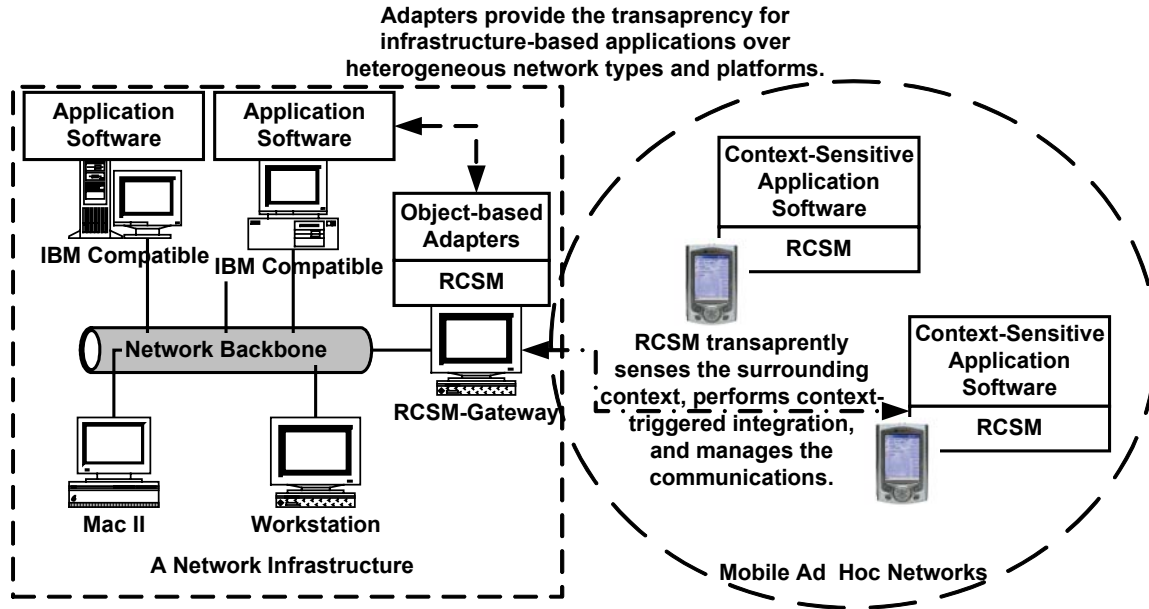 Adapters provide the transaprency for
infrastructure-based applications over
heterogeneous network types and platforms.
Application
Software
Application
Software
IBM Compatible
IBM Compatible
Object-based
Adapters
RCSM
Network Backbone
RCSM-Gateway
Mac II
Workstation
A Network Infrastructure
Context-Sensitive
Application
Software
RCSM
RCSM transaprently
senses the surrounding
context, performs context-
triggered integration,
and manages the
communications.
Context-Sensitive
Application
Software
RCSM
Mobile Ad Hoc Networks